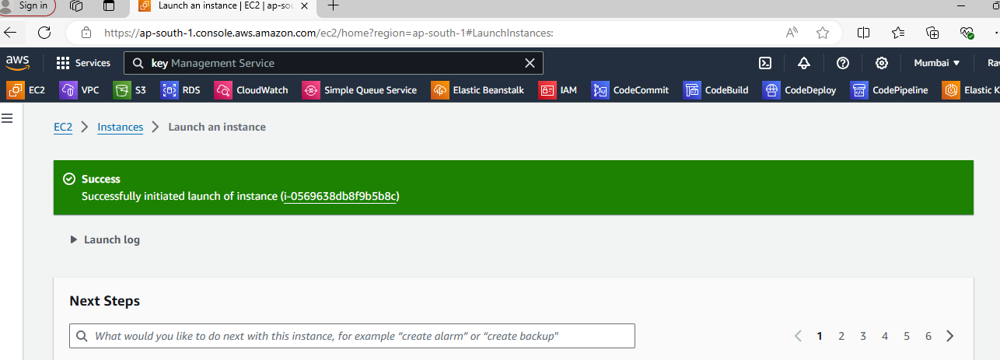 Sign in
Launch an instance | EC2 | ap-sou
https://ap-south-1.console.aws.amazon.com/ec2/home?region=ap-south-1#LaunchInstances:
aws Services key Management Service Mumbai
EC2 VPC S3 RDS CloudWatch Simple Queue Service Elastic Beanstalk IAM CodeCommit CodeBuild CodeDeploy CodePipeline Elastic K
EC2 > Instances > Launch an instance
Success
Successfully initiated launch of instance (i-0569638db8f9b5b8c)
Launch log
Next Steps
What would you like to do next with this instance, for example “create alarm” or “create backup"
1 2 3 4 5 6